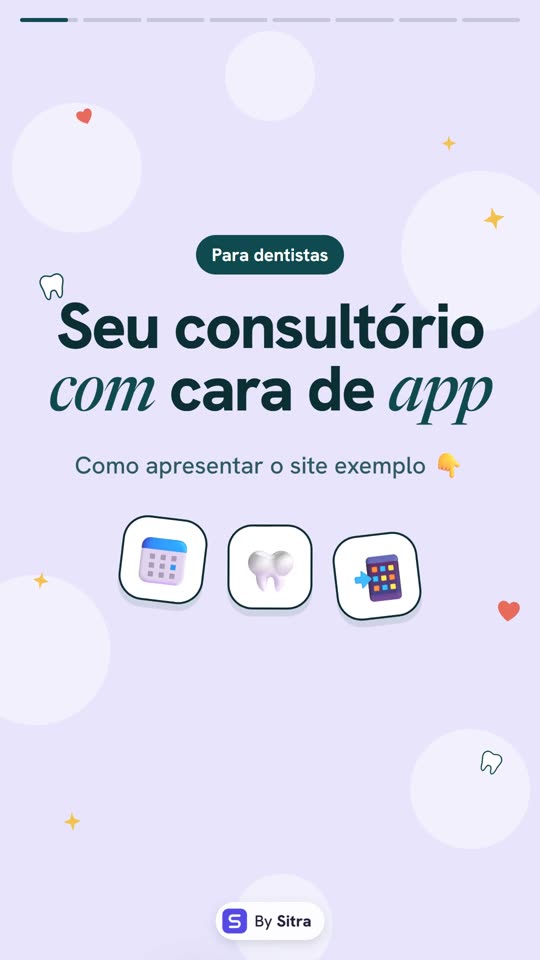 Para dentistas
Seu consultório
com cara de app
Como apresentar o site exemplo 👇
S By Sitra